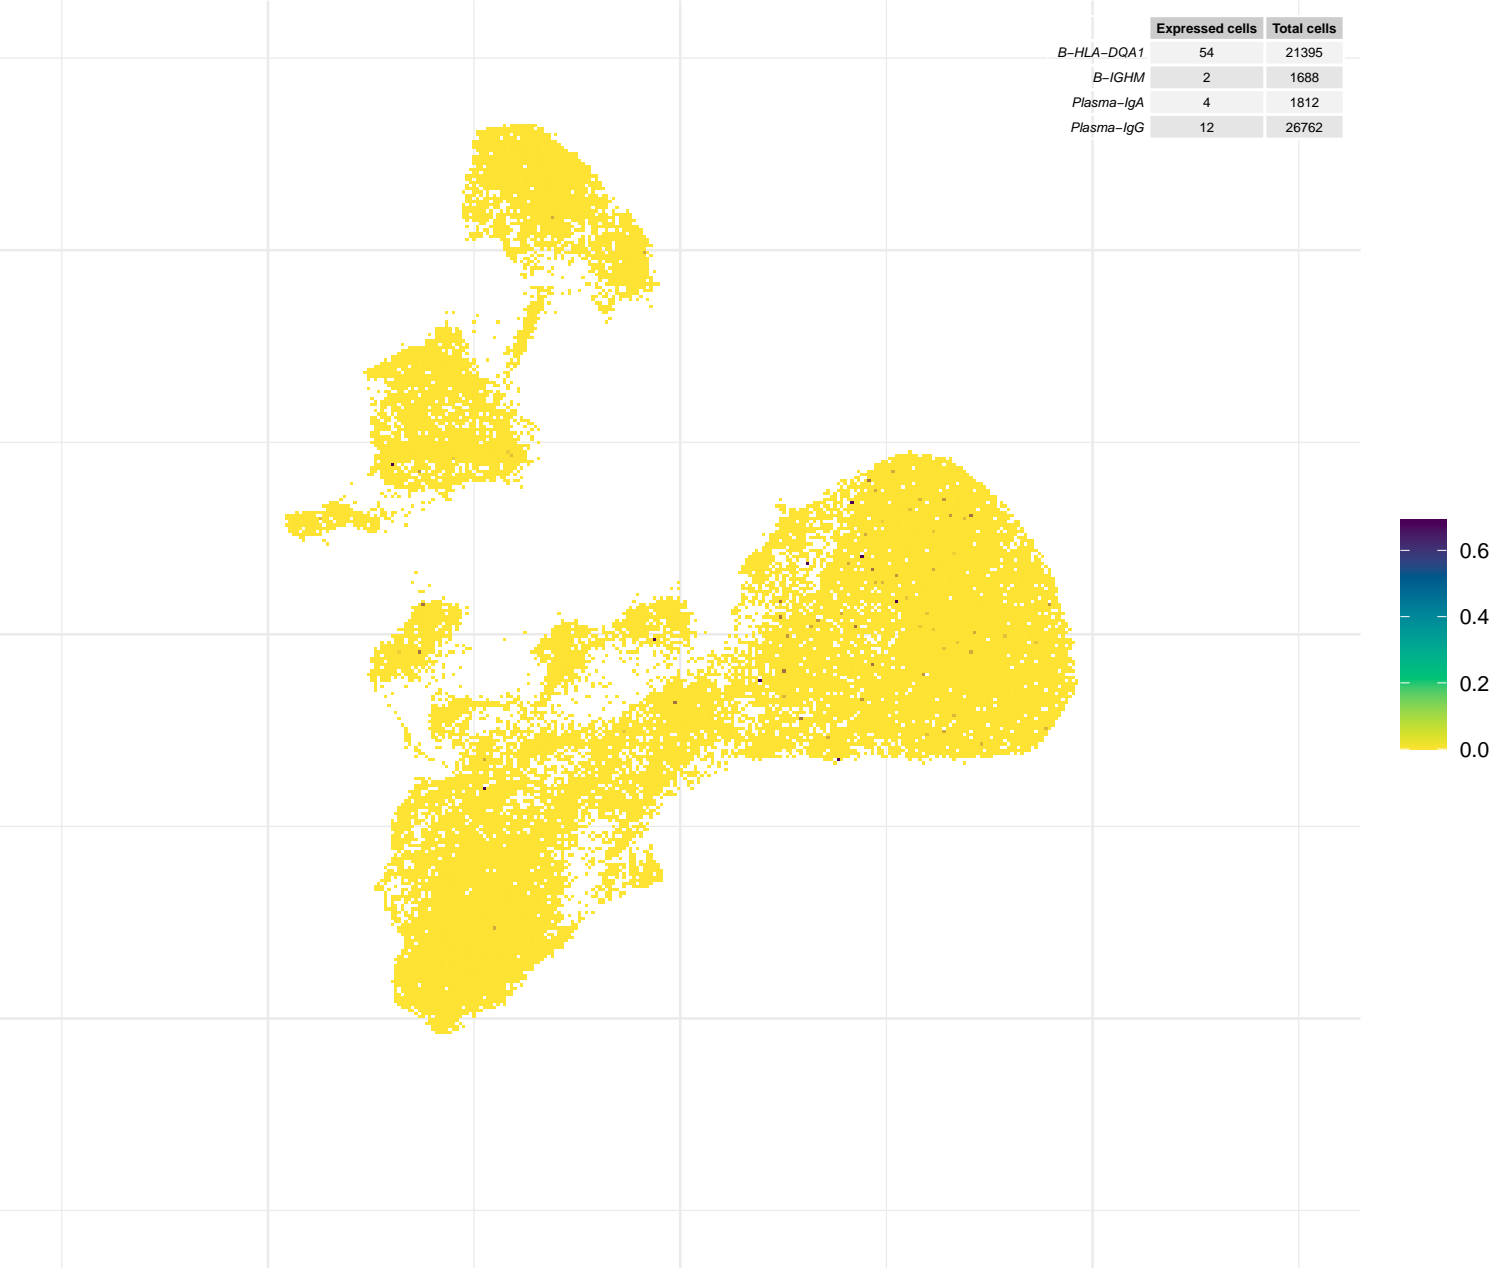 Expressed cells Total cells
B−HLA−DQA1 54 21395
B−IGHM 2 1688
Plasma−IgA 4 1812
Plasma−IgG 12 26762
0.6
0.4
0.2
0.0